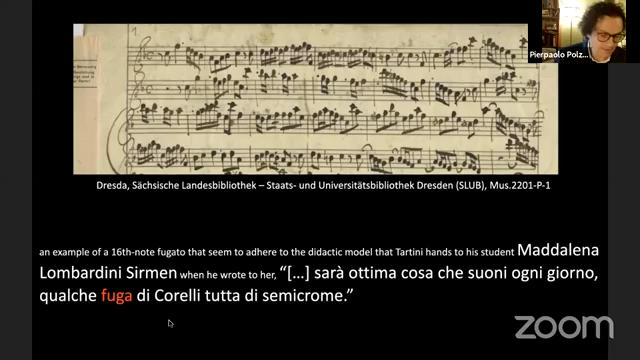 1.
Pierpaolo Polz...
Dresda, Sächsische Landesbibliothek – Staats- und Universitätsbibliothek Dresden (SLUB), Mus.2201-P-1
an example of a 16th-note fugato that seem to adhere to the didactic model that Tartini hands to his student Maddalena
Lombardini Sirmen when he wrote to her, “[…] sarà ottima cosa che suoni ogni giorno,
qualche fuga di Corelli tutta di semicrome.”
zoom